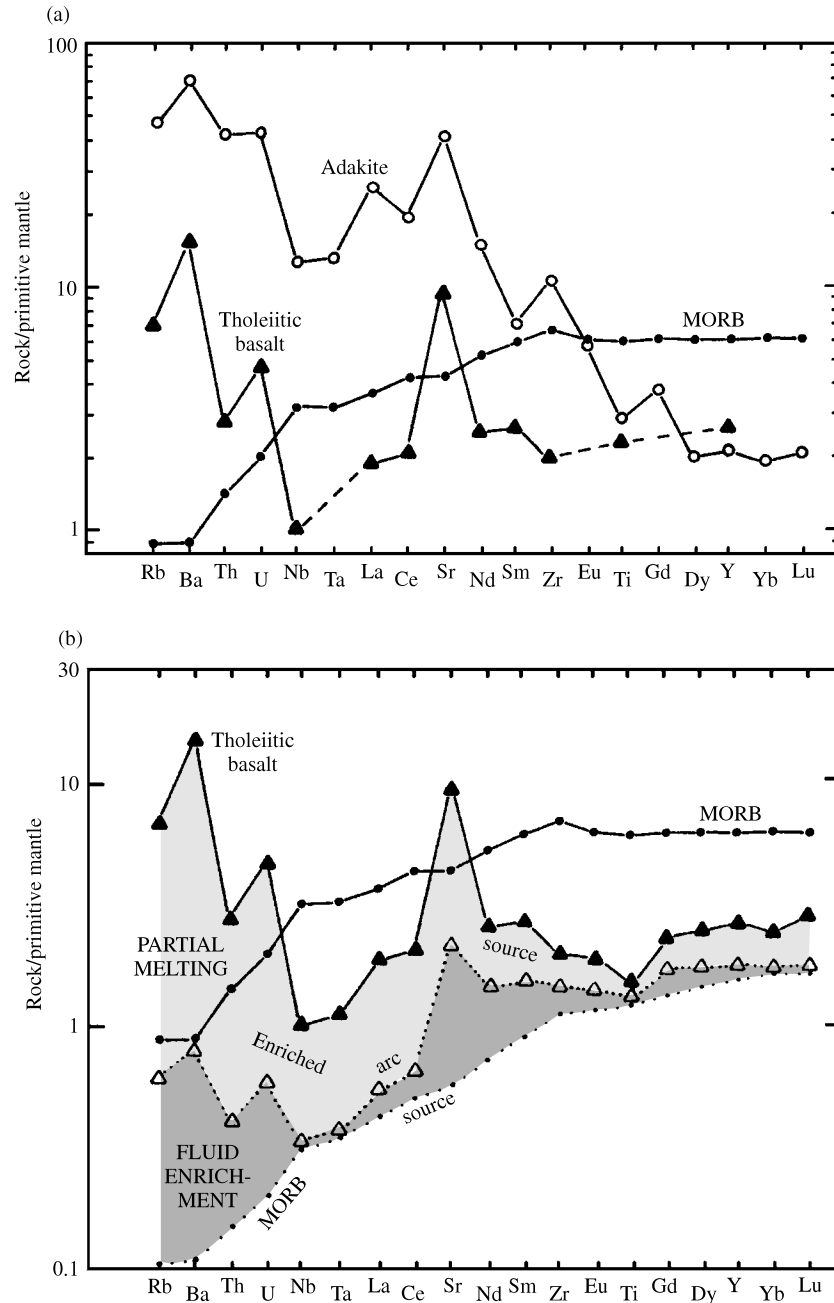 (a)
100
Adakite
Rock/primitive mantle
10
Tholeiitic
basalt
MORB
1
Rb Ba Th U Nb Ta La Ce Sr Nd Sm Zr Eu Ti Gd Dy Y Yb Lu
(b)
30
Tholeiitic
basalt
10
MORB
Rock/primitive mantle
PARTIAL
MELTING
source
1
Enriched
arc
source
FLUID
ENRICH-
MENT
MORB
0.1
Rb Ba Th U Nb Ta La Ce Sr Nd Sm Zr Eu Ti Gd Dy Y Yb Lu